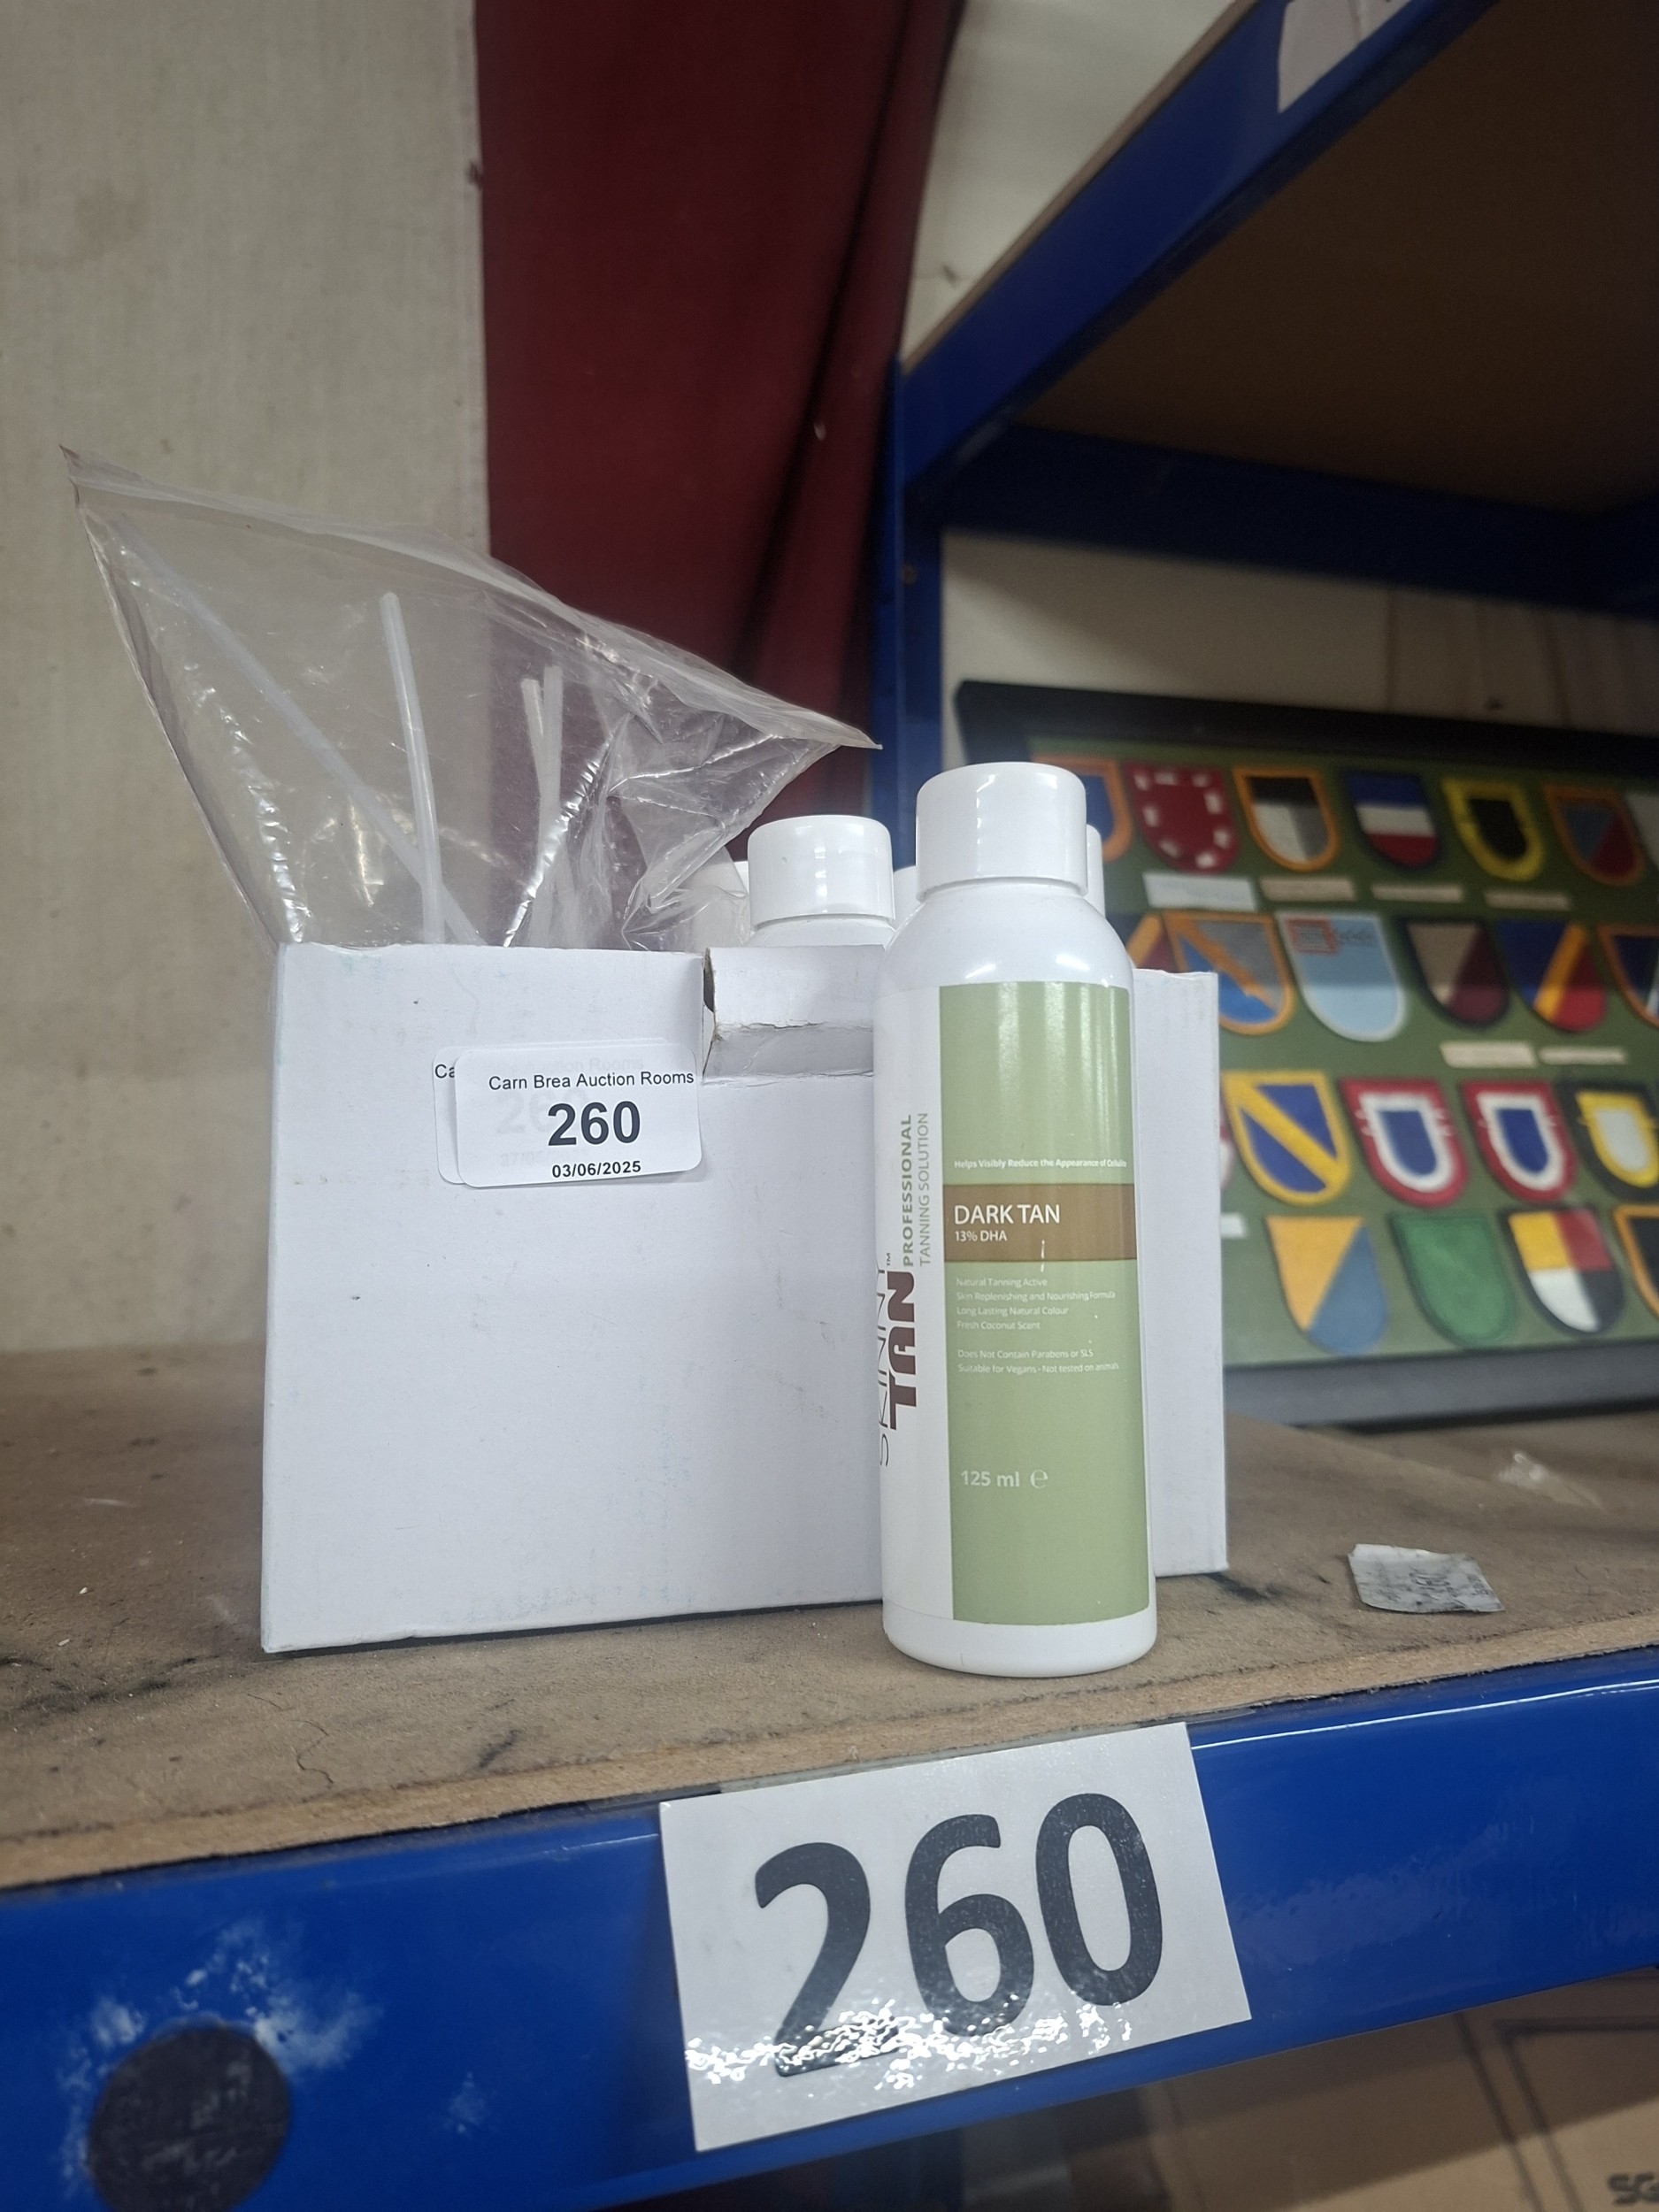 Carn Brea Auction Rooms
260
03/06/2025
SKINNY
TAN™
PROFESSIONAL
TANNING SOLUTION
Helps Visibly Reduce the Appearance of Cellulite
DARK TAN
13% DHA
Natural Tanning Active
Skin Replenishing and Nourishing Formula
Long Lasting Natural Colour
Fresh Coconut Scent
Does Not Contain Parabens or SLS
Suitable for Vegans - Not tested on animals
125 ml ℮
260